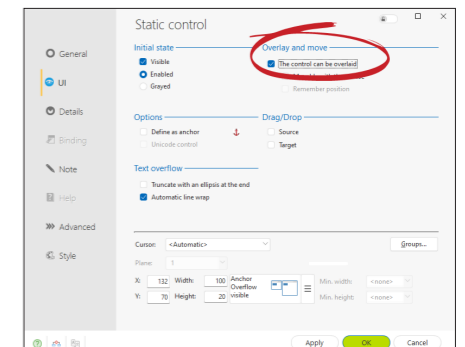 Static control
General
UI
Details
Binding
Note
Help
Advanced
Style
Initial state
Visible
Enabled
Grayed
Overlay and move
The control can be overlaid
Remember position
Options
Define as anchor
Unicode control
Drag/Drop
Source
Target
Text overflow
Truncate with an ellipsis at the end
Automatic line wrap
Cursor: <Automatic>
Groups...
Plane: 1
X: 132 Width: 100
Y: 70 Height: 20
Anchor
Overflow
visible
Min. width: <none>
Min. height: <none>
Apply OK Cancel